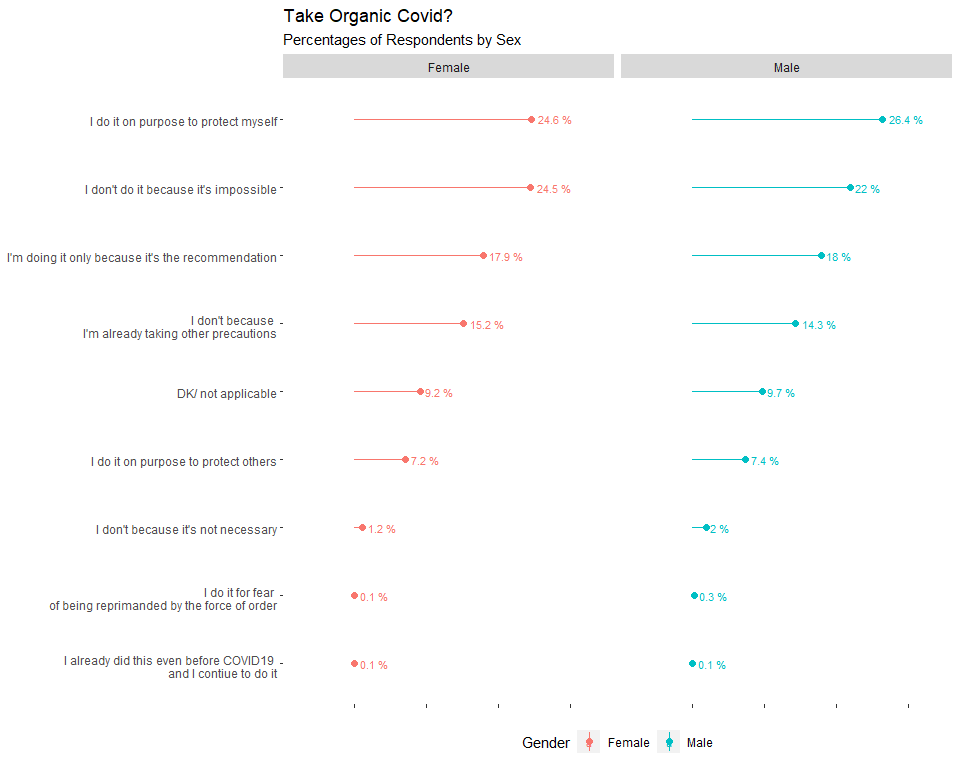 Take Organic Covid?
Percentages of Respondents by Sex
Female
Male
I do it on purpose to protect myself
24.6 %
26.4 %
I don't do it because it's impossible
24.5 %
22 %
I'm doing it only because it's the recommendation
17.9 %
18 %
I don't because
I'm already taking other precautions
15.2 %
14.3 %
DK/ not applicable
9.2 %
9.7 %
I do it on purpose to protect others
7.2 %
7.4 %
I don't because it's not necessary
1.2 %
2 %
I do it for fear
of being reprimanded by the force of order
0.1 %
0.3 %
I already did this even before COVID19
and I contiue to do it
0.1 %
0.1 %
Gender
Female
Male